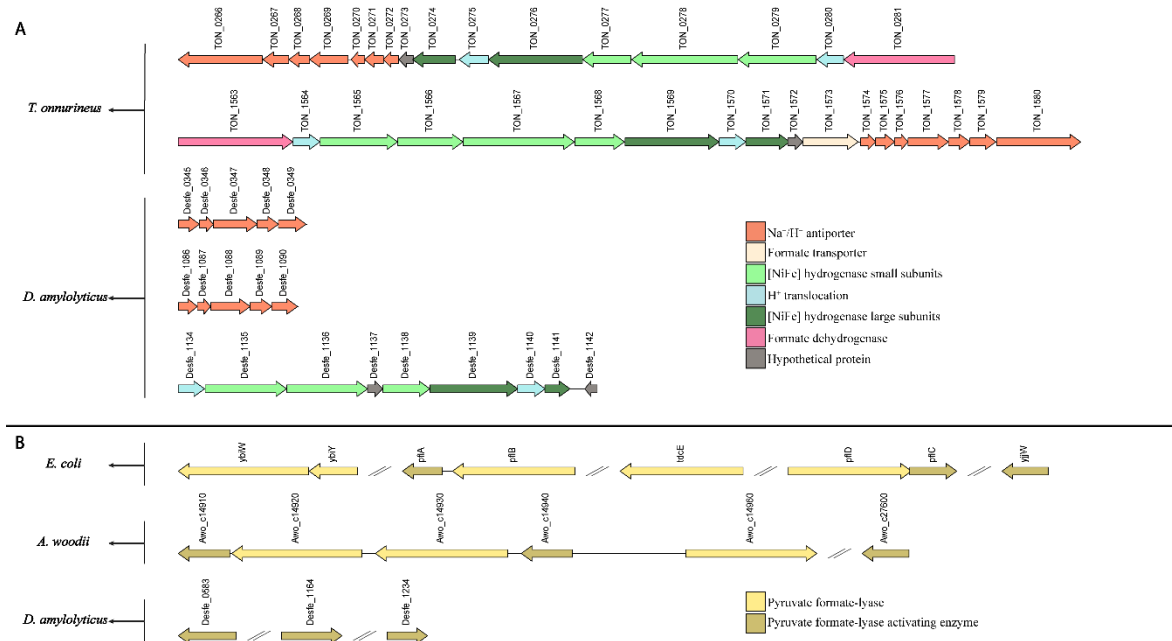 A
TON_0266 TON_0267 TON_0268 TON_0269 TON_0270 TON_0271 TON_0272 TON_0273 TON_0274 TON_0275 TON_0276 TON_0277 TON_0278 TON_0279 TON_0280 TON_0281
T. onnurineus
TON_1563 TON_1564 TON_1565 TON_1566 TON_1567 TON_1568 TON_1569 TON_1570 TON_1571 TON_1572 TON_1573 TON_1574 TON_1575 TON_1576 TON_1577 TON_1578 TON_1579 TON_1580
Desfe_0345 Desfe_0346 Desfe_0347 Desfe_0348 Desfe_0349
D. amylolyticus
Desfe_1086 Desfe_1087 Desfe_1088 Desfe_1089 Desfe_1090
Desfe_1134 Desfe_1135 Desfe_1136 Desfe_1137 Desfe_1138 Desfe_1139 Desfe_1140 Desfe_1141 Desfe_1142
Na⁺/H⁺ antiporter
Formate transporter
[NiFe] hydrogenase small subunits
H⁺ translocation
[NiFe] hydrogenase large subunits
Formate dehydrogenase
Hypothetical protein
B
E. coli
ybiW ybiY pflA pflB tdcE pflD pflC yjjW
A. woodii
Awo_c14910 Awo_c14920 Awo_c14930 Awo_c14940 Awo_c14960 Awo_c27600
D. amylolyticus
Desfe_0583 Desfe_1164 Desfe_1234
Pyruvate formate-lyase
Pyruvate formate-lyase activating enzyme